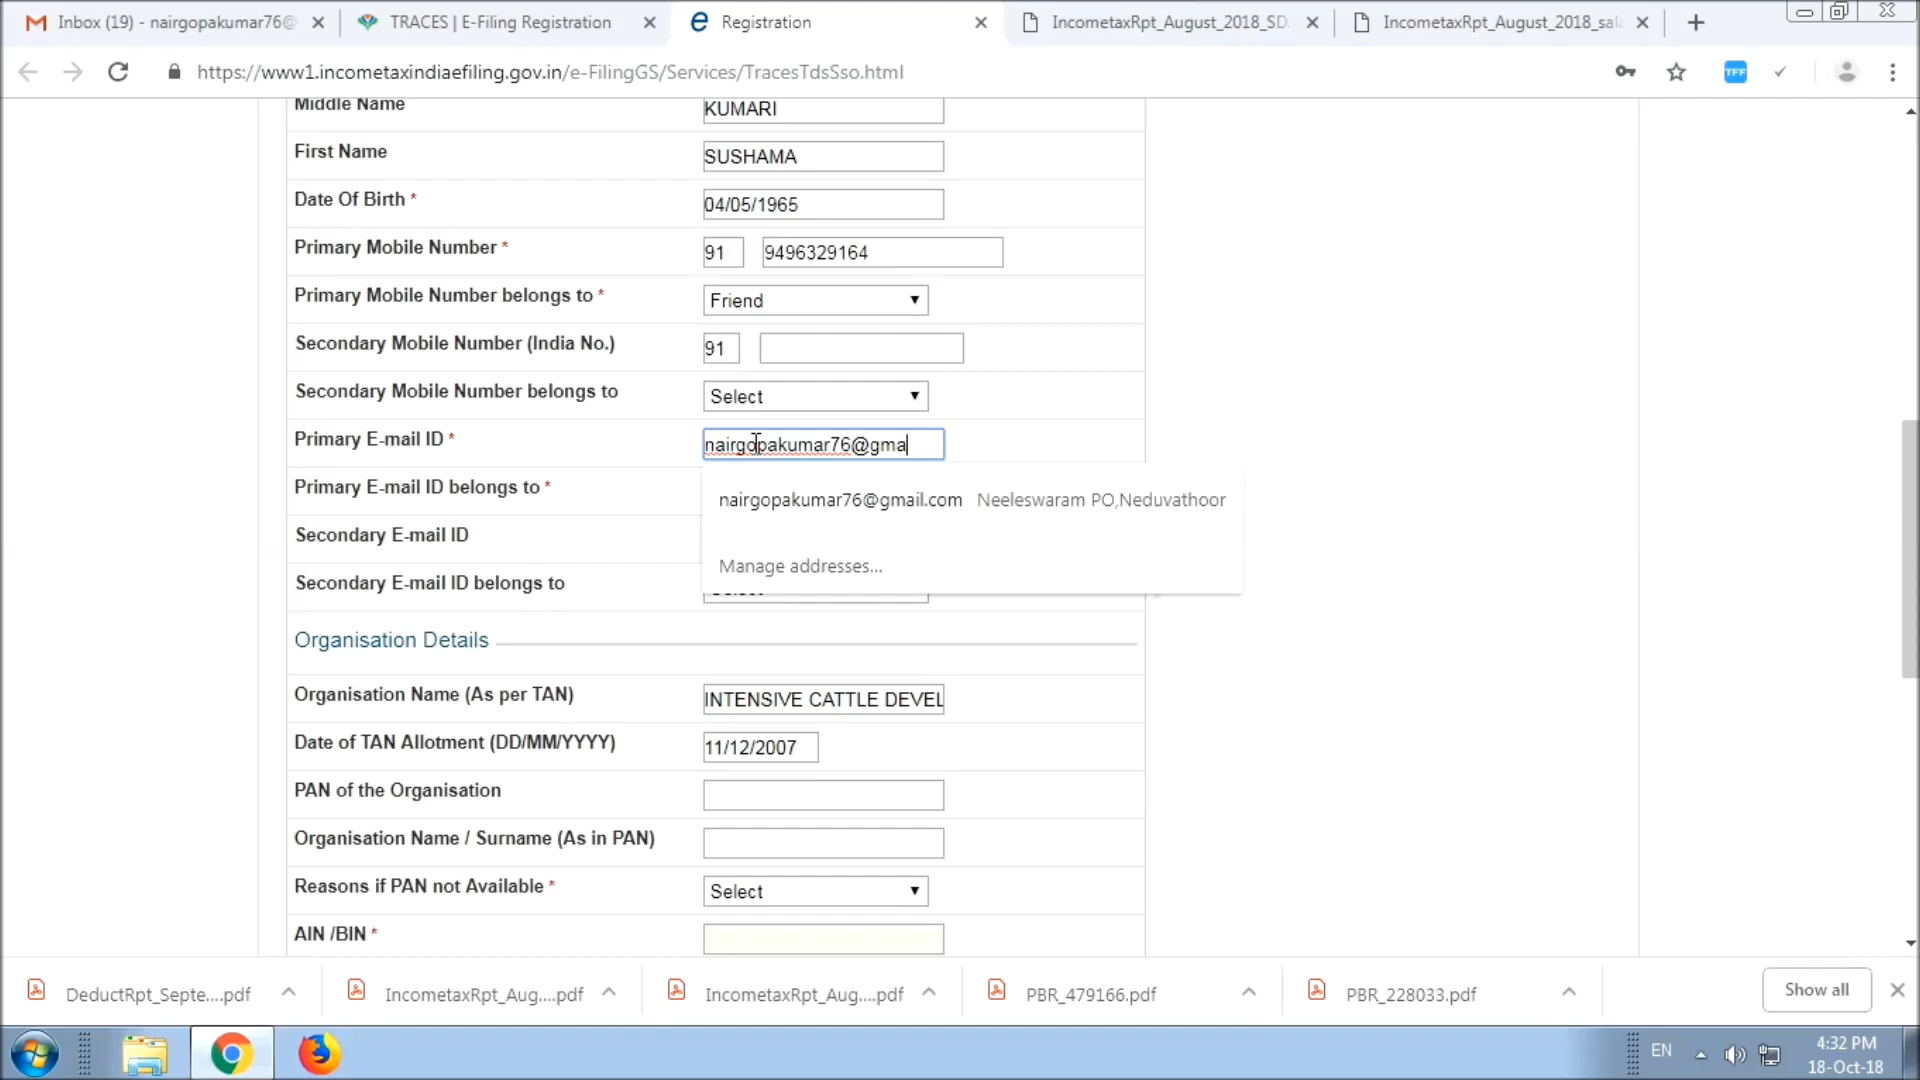 Inbox (19) - nairgopakumar76@
TRACES | E-Filing Registration
Registration
IncometaxRpt_August_2018_SD
IncometaxRpt_August_2018_sala
https://www1.incometaxindiaefiling.gov.in/e-FilingGS/Services/TracesTdsSso.html
TFF
Middle Name KUMARI
First Name SUSHAMA
Date Of Birth * 04/05/1965
Primary Mobile Number * 91 9496329164
Primary Mobile Number belongs to * Friend
Secondary Mobile Number (India No.) 91
Secondary Mobile Number belongs to Select
Primary E-mail ID * nairgopakumar76@gma
Primary E-mail ID belongs to *
nairgopakumar76@gmail.com Neeleswaram PO,Neduvathoor
Secondary E-mail ID
Manage addresses...
Secondary E-mail ID belongs to
Organisation Details
Organisation Name (As per TAN) INTENSIVE CATTLE DEVEL
Date of TAN Allotment (DD/MM/YYYY) 11/12/2007
PAN of the Organisation
Organisation Name / Surname (As in PAN)
Reasons if PAN not Available * Select
AIN /BIN *
DeductRpt_Septe....pdf
IncometaxRpt_Aug....pdf
IncometaxRpt_Aug....pdf
PBR_479166.pdf
PBR_228033.pdf
Show all
EN
4:32 PM
18-Oct-18